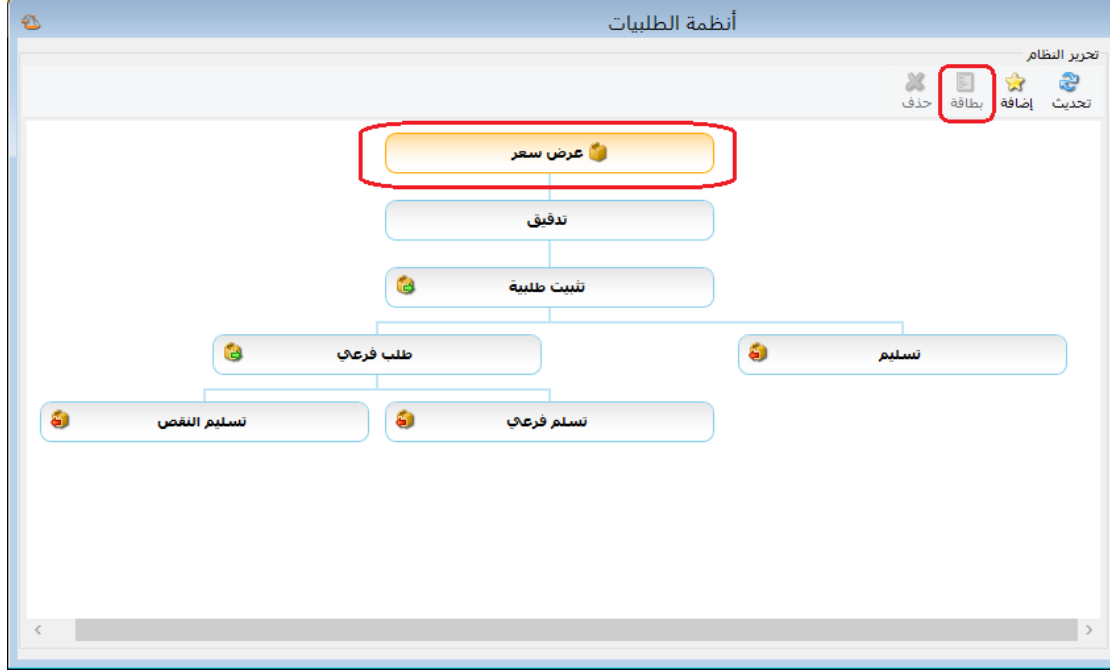 أنظمة الطلبيات
تحرير النظام
تحديث إضافة بطاقة حذف
عرض سعر
تدقيق
تثبيت طلبية
تسليم طلب فرعي
تسلم فرعي تسليم النقص